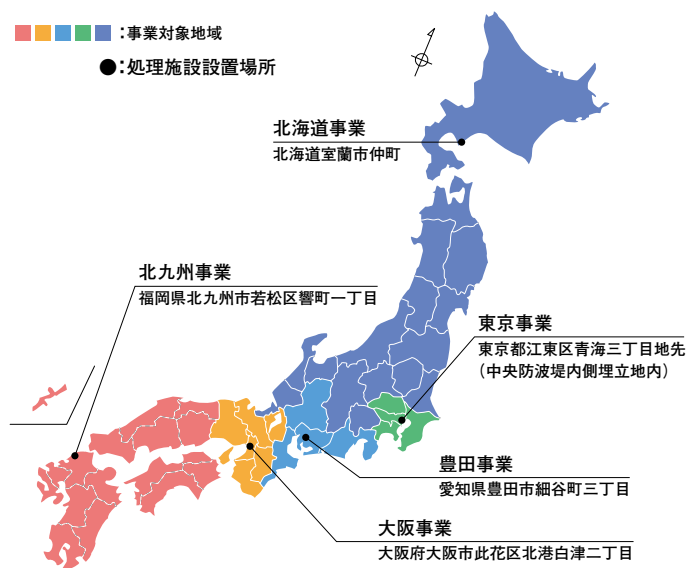 ：事業対象地域
●：処理施設設置場所
北海道事業
北海道室蘭市仲町
北九州事業
福岡県北九州市若松区響町一丁目
東京事業
東京都江東区青海三丁目地先
（中央防波堤内側埋立地内）
豊田事業
愛知県豊田市細谷町三丁目
大阪事業
大阪府大阪市此花区北港白津二丁目